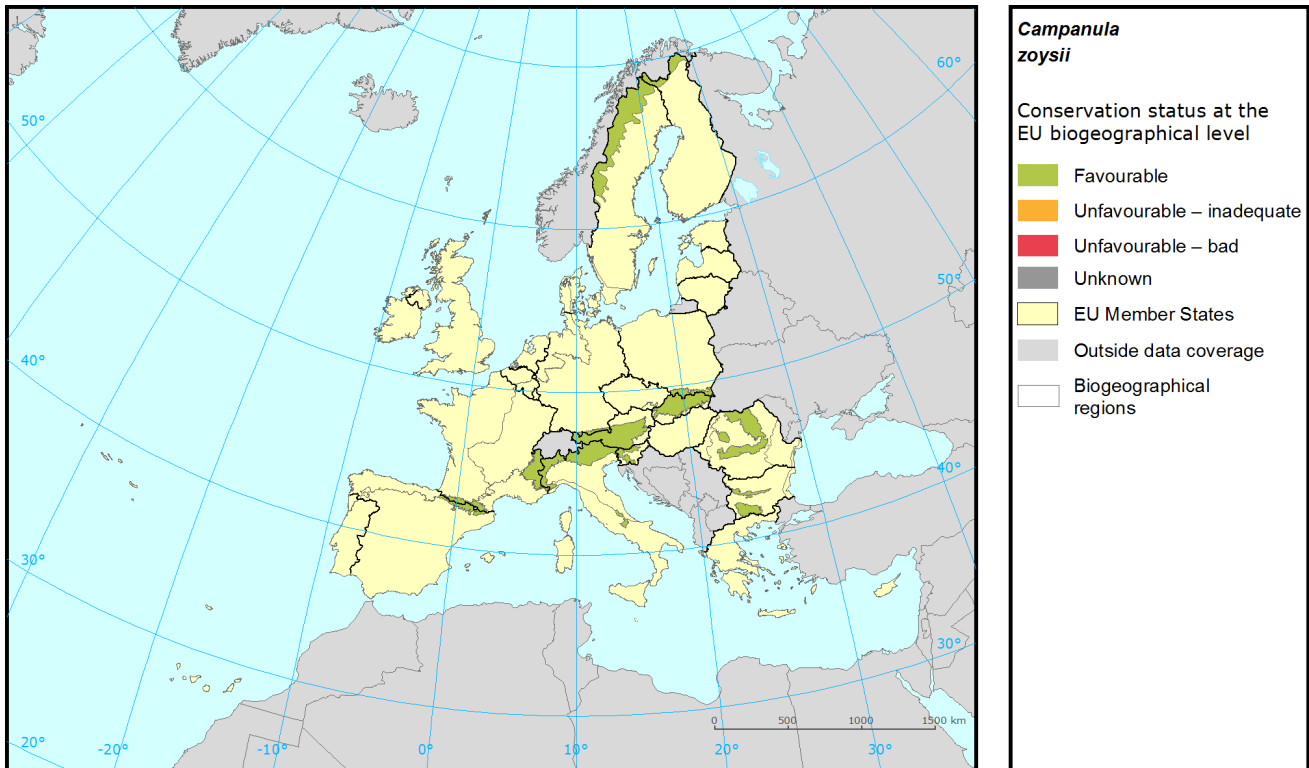 Campanula
zoysii
Conservation status at the
EU biogeographical level
Favourable
Unfavourable – inadequate
Unfavourable – bad
Unknown
EU Member States
Outside data coverage
Biogeographical
regions
60°
50°
50°
40°
40°
30°
30°
20°
-20°
-10°
0°
10°
20°
30°
0 500 1000 1500 km